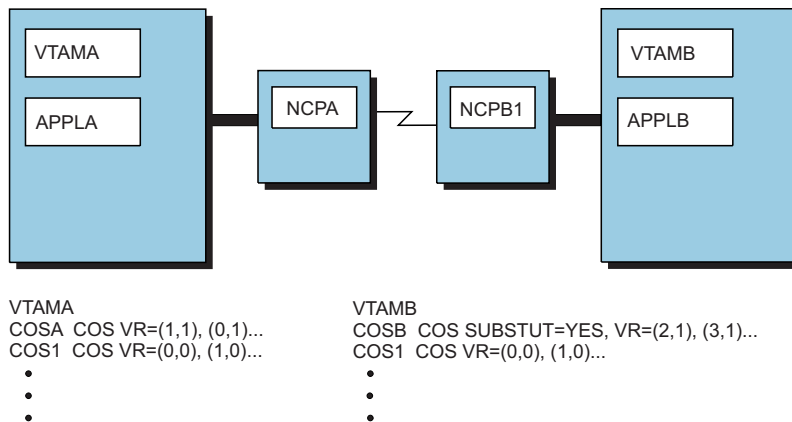 VTAMA
APPLA
NCPA
NCPB1
VTAMB
APPLB
VTAMA
COSA COS VR=(1,1), (0,1)...
COS1 COS VR=(0,0), (1,0)...
VTAMB
COSB COS SUBSTUT=YES, VR=(2,1), (3,1)...
COS1 COS VR=(0,0), (1,0)...